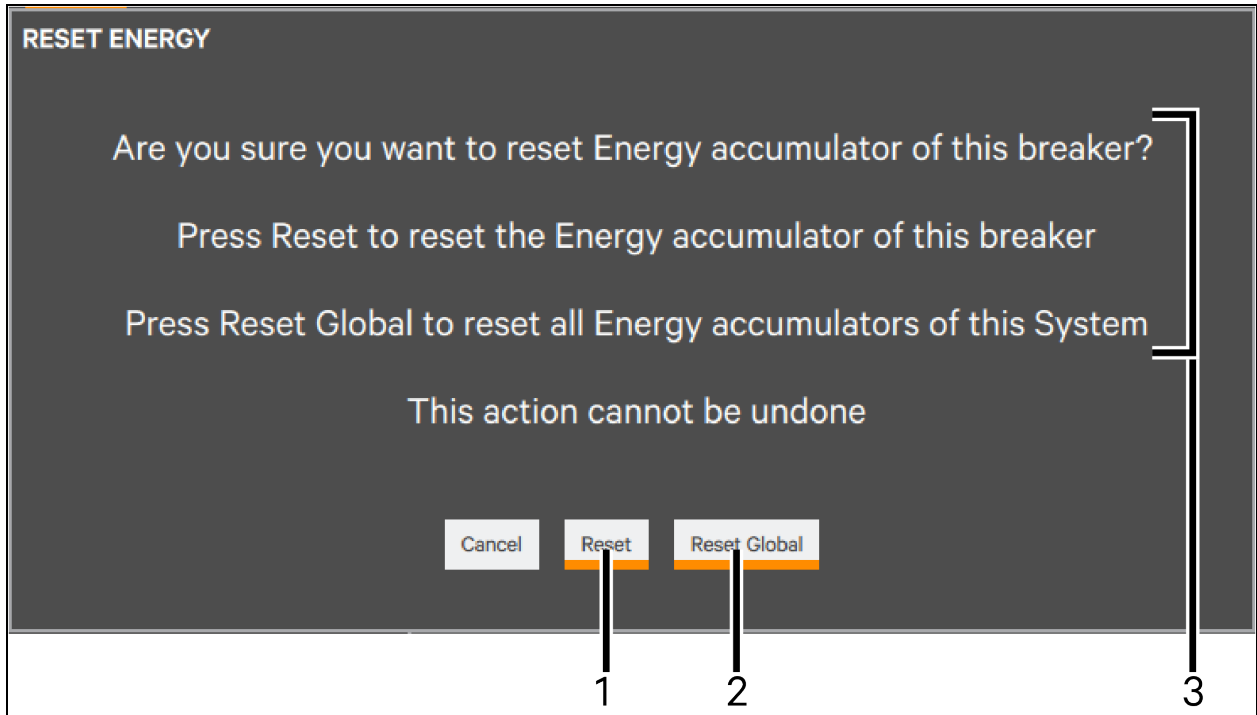 RESET ENERGY
Are you sure you want to reset Energy accumulator of this breaker?
Press Reset to reset the Energy accumulator of this breaker
Press Reset Global to reset all Energy accumulators of this System
This action cannot be undone
Cancel Reset Reset Global
1 2 3